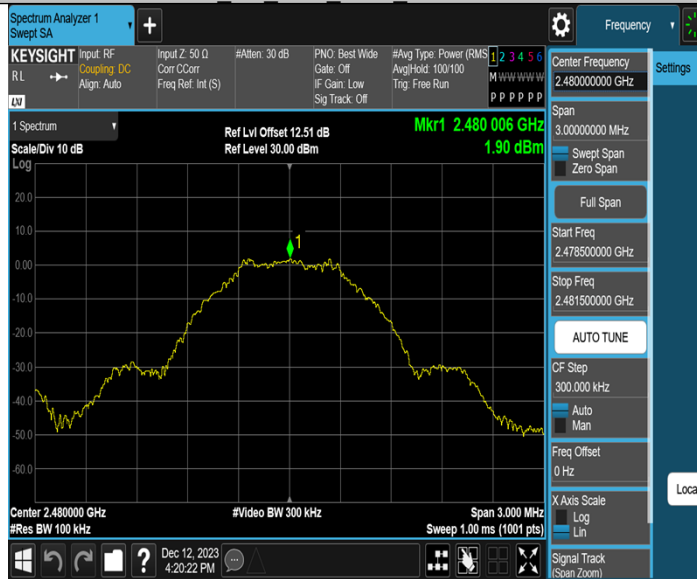 Spectrum Analyzer 1
Swept SA
Frequency
KEYSIGHT
RL
LXI
Input: RF
Coupling: DC
Align: Auto
Input Z: 50 Ω
Corr CCorr
Freq Ref: Int (S)
#Atten: 30 dB
PNO: Best Wide
Gate: Off
IF Gain: Low
Sig Track: Off
#Avg Type: Power (RMS
Avg|Hold: 100/100
Trig: Free Run
1 2 3 4 5 6
M W W W W W
P P P P P P
Center Frequency
2.480000000 GHz
Settings
Span
3.00000000 MHz
Swept Span
Zero Span
Full Span
Start Freq
2.478500000 GHz
Stop Freq
2.481500000 GHz
AUTO TUNE
CF Step
300.000 kHz
Auto
Man
Freq Offset
0 Hz
X Axis Scale
Log
Lin
Signal Track
(Span Zoom)
Loca
1 Spectrum
Scale/Div 10 dB
Log
Ref Lvl Offset 12.51 dB
Ref Level 30.00 dBm
Mkr1 2.480 006 GHz
1.90 dBm
1
20.0
10.0
0.00
-10.0
-20.0
-30.0
-40.0
-50.0
-60.0
Center 2.480000 GHz
#Res BW 100 kHz
#Video BW 300 kHz
Span 3.000 MHz
Sweep 1.00 ms (1001 pts)
?
Dec 12, 2023
4:20:22 PM